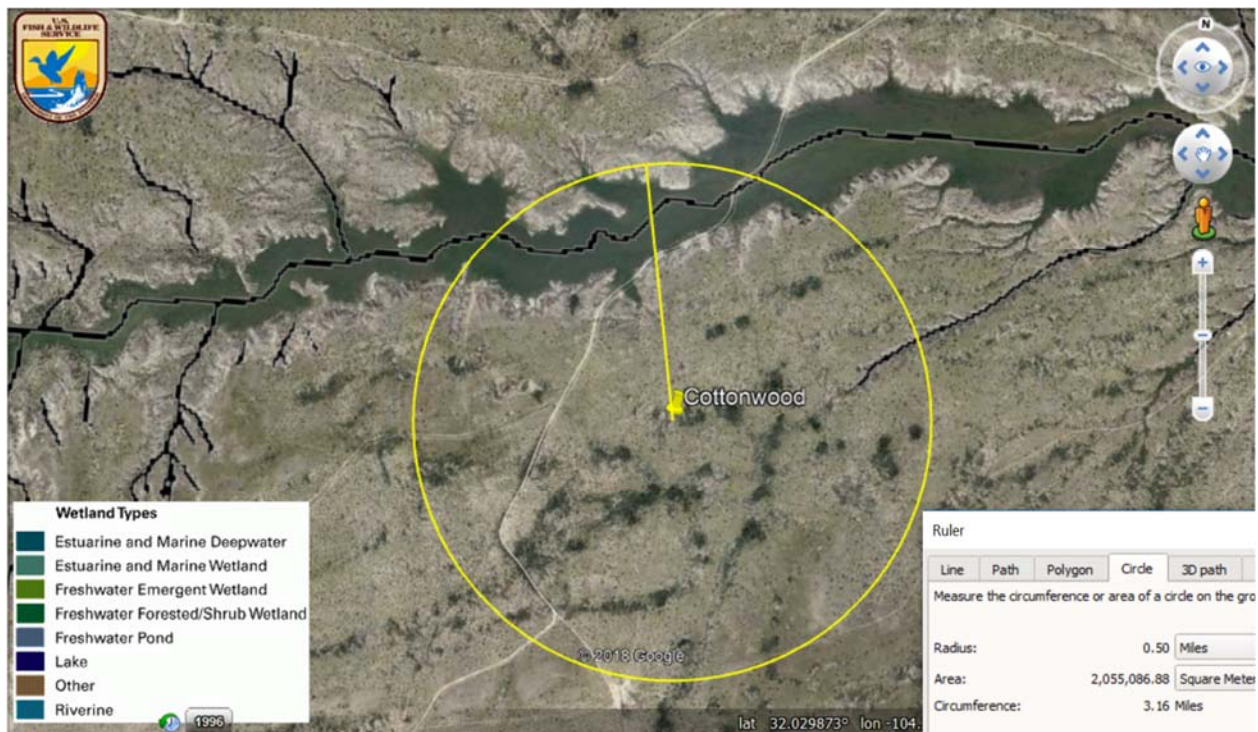 U.S.
FISH & WILDLIFE
SERVICE
N
Cottonwood
Wetland Types
Estuarine and Marine Deepwater
Estuarine and Marine Wetland
Freshwater Emergent Wetland
Freshwater Forested/Shrub Wetland
Freshwater Pond
Lake
Other
Riverine
1996
© 2018 Google
lat 32.029873° lon -104.
Ruler
Line Path Polygon Circle 3D path
Measure the circumference or area of a circle on the gro
Radius: 0.50 Miles
Area: 2,055,086.88 Square Meter
Circumference: 3.16 Miles